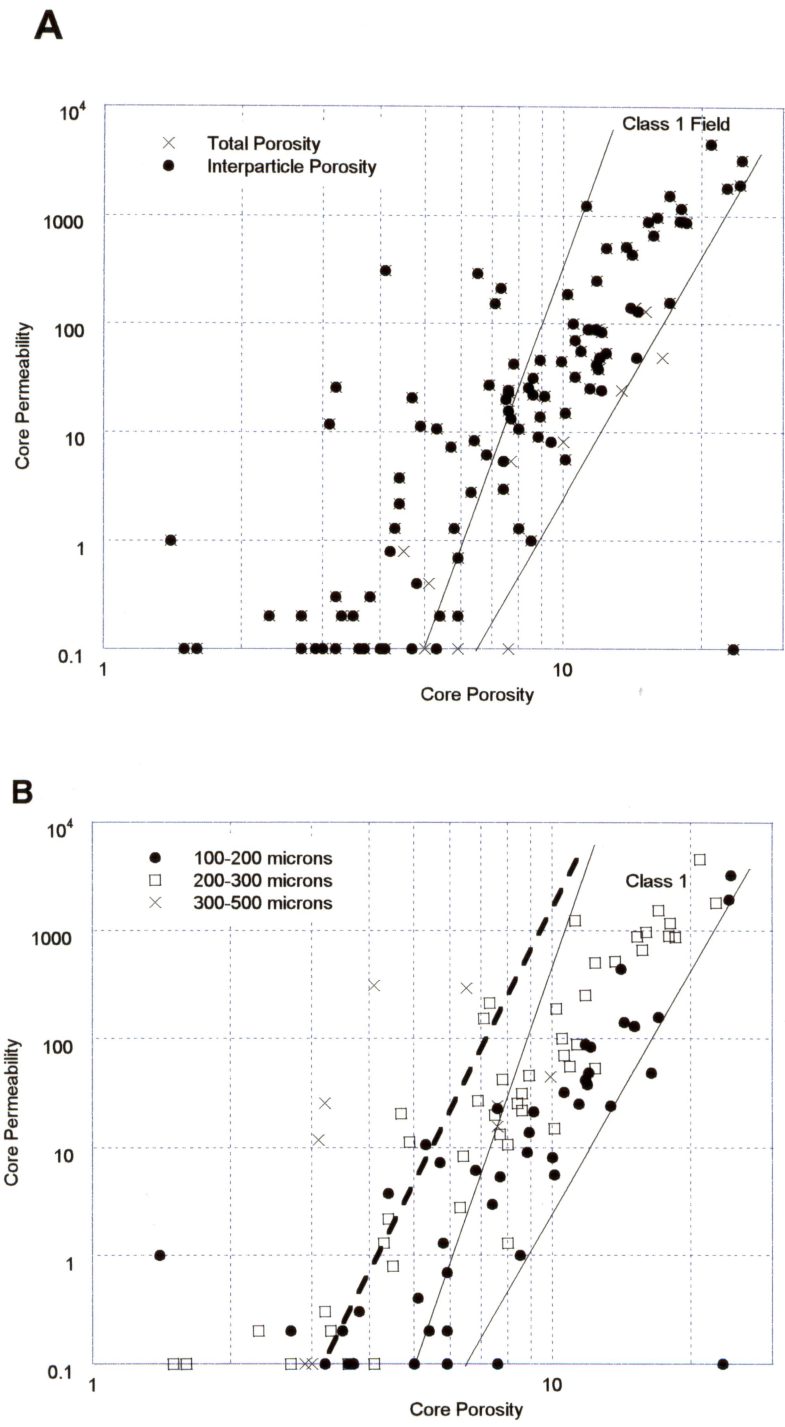 A
10⁴
Class 1 Field
× Total Porosity
● Interparticle Porosity
1000
100
Core Permeability
10
1
0.1
1
10
Core Porosity
B
10⁴
● 100-200 microns
□ 200-300 microns
× 300-500 microns
Class 1
1000
100
Core Permeability
10
1
0.1
1
10
Core Porosity